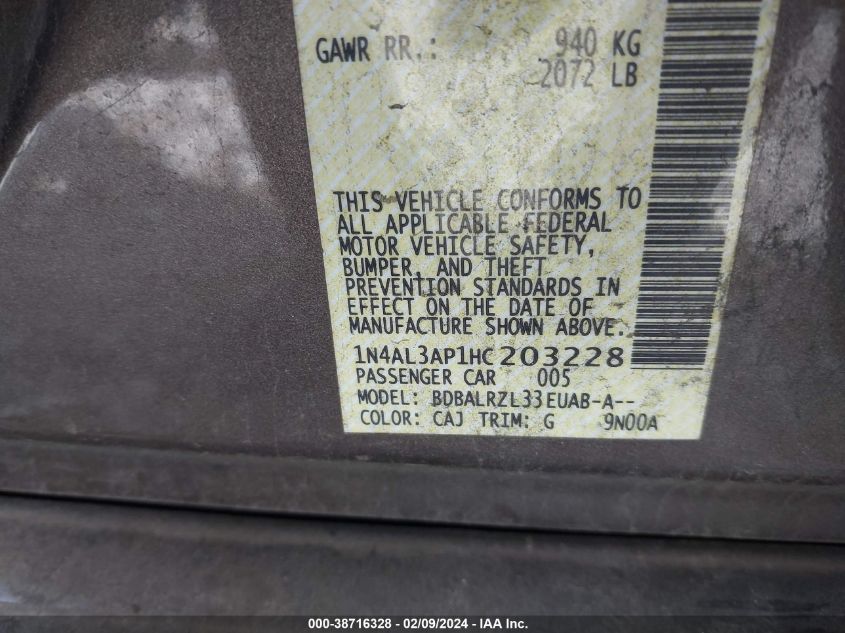 GAWR RR.: 940 KG
2072 LB
THIS VEHICLE CONFORMS TO
ALL APPLICABLE FEDERAL
MOTOR VEHICLE SAFETY,
BUMPER, AND THEFT
PREVENTION STANDARDS IN
EFFECT ON THE DATE OF
MANUFACTURE SHOWN ABOVE.
1N4AL3AP1HC203228
PASSENGER CAR 005
MODEL: BDBALRZL33EUAB-A--
COLOR: CAJ TRIM: G 9N00A
000-38716328 - 02/09/2024 - IAA Inc.